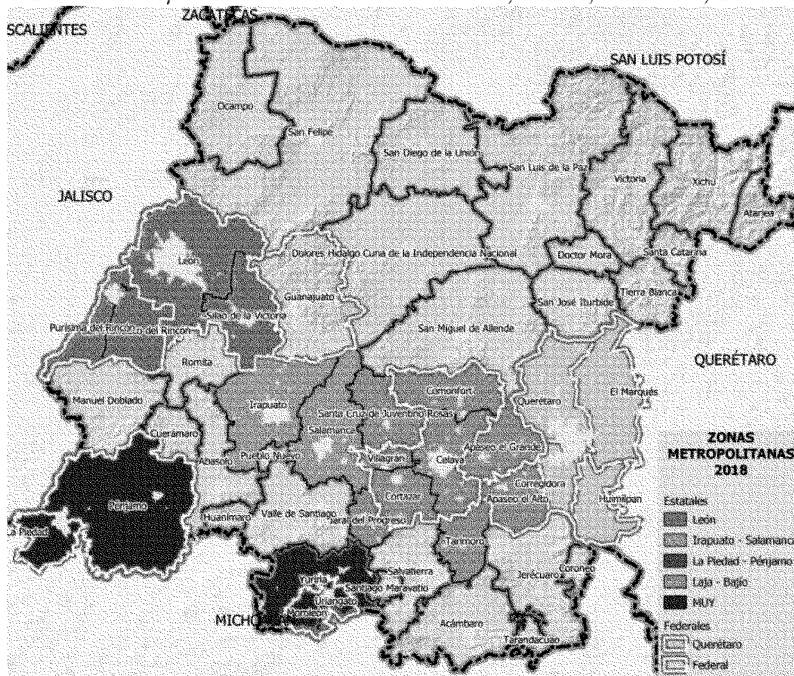 ZACATECAS
SCALIENTES
SAN LUIS POTOSÍ
Ocampo
San Felipe
San Diego de la Unión
San Luis de la Paz
Victoria
Xichú
Atarjea
JALISCO
León
Dolores Hidalgo Cuna de la Independencia Nacional
Doctor Mora
Santa Catarina
Guanajuato
Silao de la Victoria
San José Iturbide
Tierra Blanca
Purísima del Rincón
o del Rincón
San Miguel de Allende
Romita
QUERÉTARO
Manuel Doblado
Comonfort
Querétaro
El Marqués
Irapuato
Santa Cruz de Juventino Rosas
Salamanca
Cuerámaro
Apaseo el Grande
Abasolo
Pueblo Nuevo
Villagrán
Celaya
ZONAS
METROPOLITANAS
2018
Pénjamo
Cortazar
Corregidora
Apaseo el Alto
Huimilpan
Estatales
Huanímaro
Valle de Santiago
Jaral del Progreso
León
La Piedad
Tarimoro
Irapuato - Salamanca
Salvatierra
Jerécuaro
Coroneo
La Piedad - Pénjamo
Yuriria
Santiago Maravatío
Laja - Bajío
Uriangato
MUY
Moroleón
MICHOACÁN
Acámbaro
Tarandacuao
Federales
Querétaro
Federal